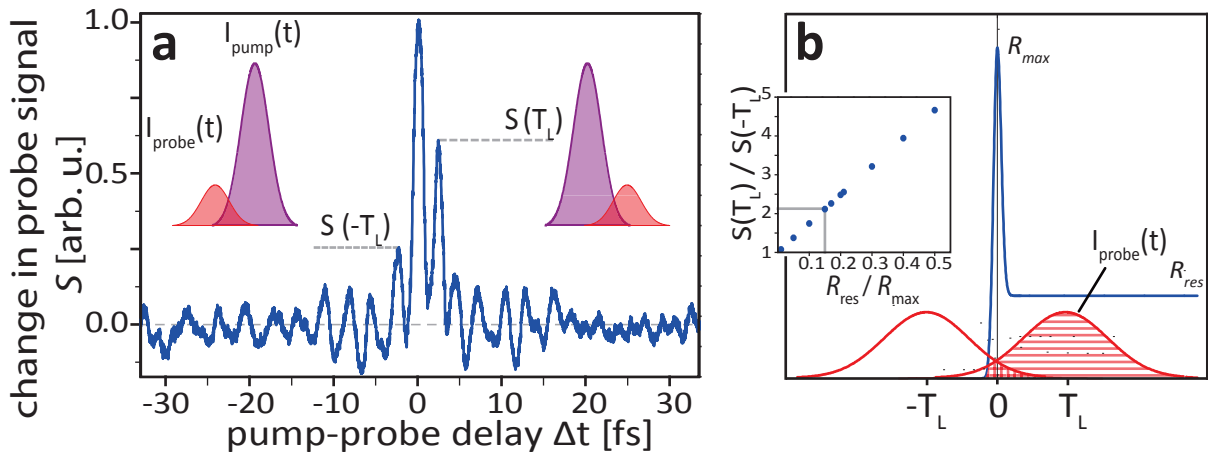 a
I_pump(t)
I_probe(t)
S (-T_L)
S (T_L)
change in probe signal
S [arb. u.]
1.0
0.5
0.0
-30
-20
-10
0
10
20
30
pump-probe delay Δt [fs]
b
R_max
S(T_L) / S(-T_L)
5
4
3
2
1
0.1
0.2
0.3
0.4
0.5
R_res / R_max
I_probe(t)
R_res
-T_L
0
T_L